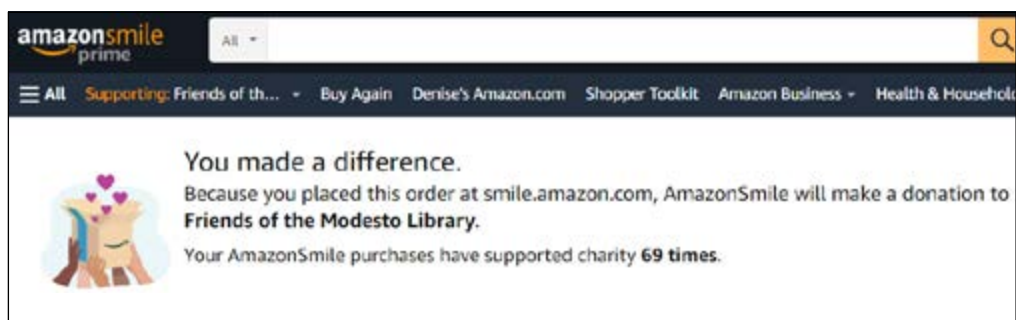 amazonsmile
prime
All
All Supporting: Friends of th... Buy Again Denise's Amazon.com Shopper Toolkit Amazon Business Health & Household
You made a difference.
Because you placed this order at smile.amazon.com, AmazonSmile will make a donation to
Friends of the Modesto Library.
Your AmazonSmile purchases have supported charity 69 times.